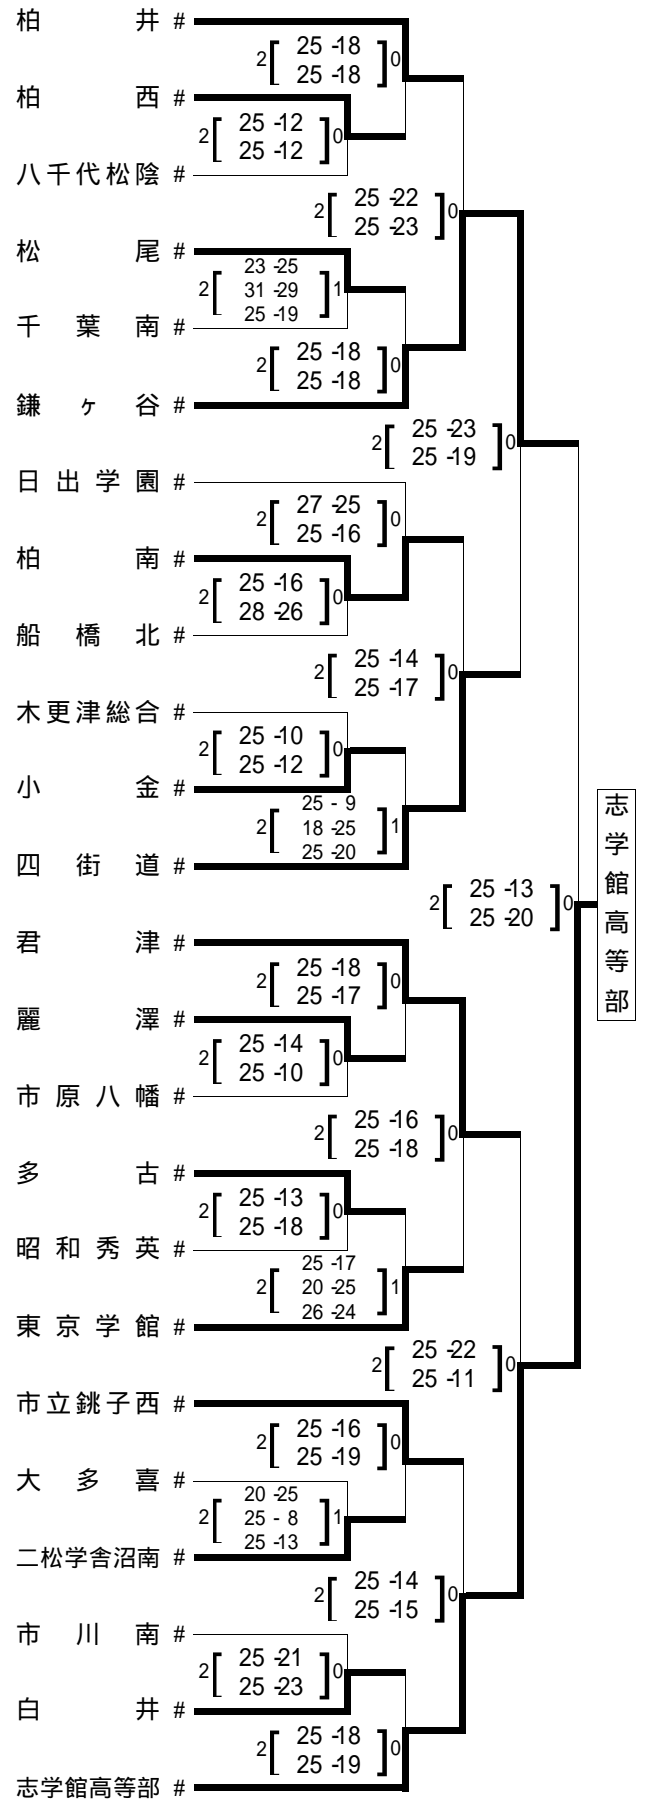 柏井 #
2[ 25 -18 ]0
25 -18
柏西 #
2[ 25 -12 ]0
25 -12
八千代松陰 #
2[ 25 -22 ]0
25 -23
松尾 #
2[ 23 -25 ]1
31 -29
25 -19
千葉南 #
2[ 25 -18 ]0
25 -18
鎌ヶ谷 #
2[ 25 -23 ]0
25 -19
日出学園 #
2[ 27 -25 ]0
25 -16
柏南 #
2[ 25 -16 ]0
28 -26
船橋北 #
2[ 25 -14 ]0
25 -17
木更津総合 #
2[ 25 -10 ]0
25 -12
小金 #
2[ 25 - 9 ]1
18 -25
25 -20
四街道 #
志学館高等部
2[ 25 -13 ]0
25 -20
君津 #
2[ 25 -18 ]0
25 -17
麗澤 #
2[ 25 -14 ]0
25 -10
市原八幡 #
2[ 25 -16 ]0
25 -18
多古 #
2[ 25 -13 ]0
25 -18
昭和秀英 #
2[ 25 -17 ]1
20 -25
26 -24
東京学館 #
2[ 25 -22 ]0
25 -11
市立銚子西 #
2[ 25 -16 ]0
25 -19
大多喜 #
2[ 20 -25 ]1
25 - 8
25 -13
二松学舎沼南 #
2[ 25 -14 ]0
25 -15
市川南 #
2[ 25 -21 ]0
25 -23
白井 #
2[ 25 -18 ]0
25 -19
志学館高等部 #